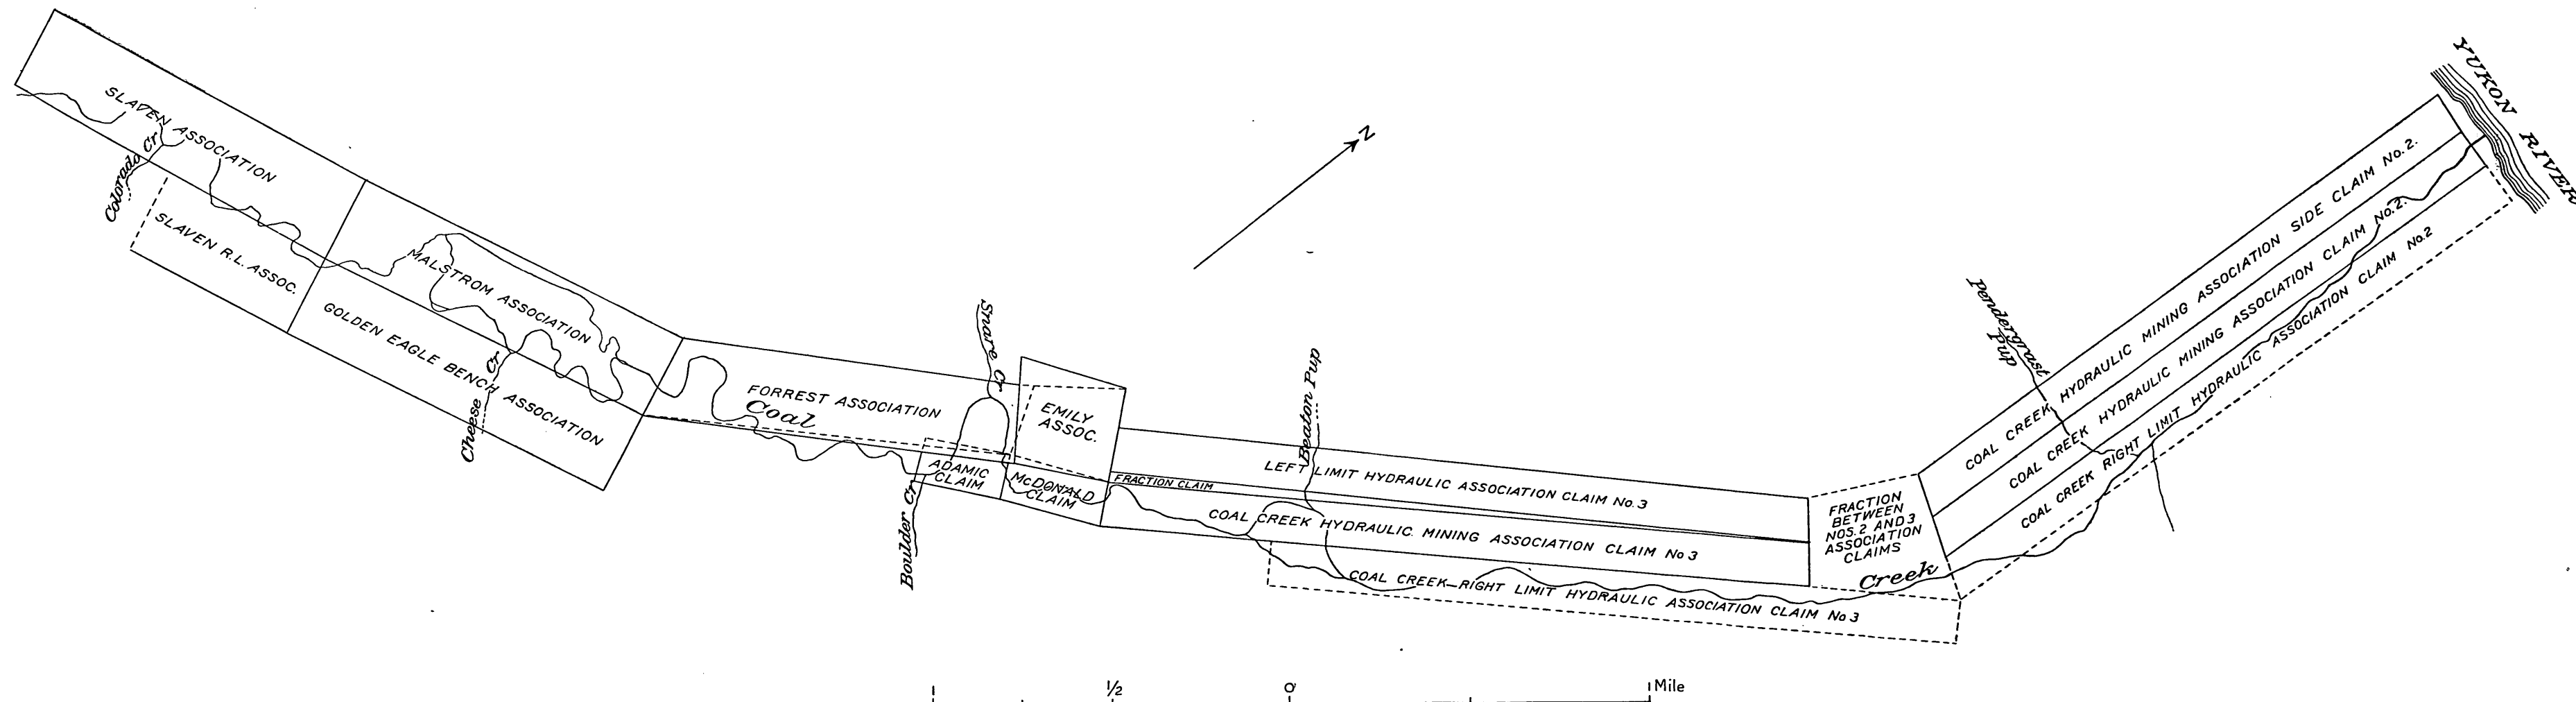 SLAVEN ASSOCIATION
Colorado Cr
SLAVEN R.L. ASSOC.
MALSTROM ASSOCIATION
GOLDEN EAGLE BENCH ASSOCIATION
Cheese Cr
FORREST ASSOCIATION
Coal
Snare Cr
EMILY
ASSOC.
ADAMIC
CLAIM
McDONALD
CLAIM
Boulder Cr
N
Beaton Pup
FRACTION CLAIM
LEFT LIMIT HYDRAULIC ASSOCIATION CLAIM No. 3
COAL CREEK HYDRAULIC MINING ASSOCIATION CLAIM No 3
COAL CREEK-RIGHT LIMIT HYDRAULIC ASSOCIATION CLAIM No 3
FRACTION
BETWEEN
NOS. 2 AND 3
ASSOCIATION
CLAIMS
Creek
Pendergrast
Pup
COAL CREEK HYDRAULIC MINING ASSOCIATION SIDE CLAIM No. 2.
COAL CREEK HYDRAULIC MINING ASSOCIATION CLAIM No. 2.
COAL CREEK RIGHT LIMIT HYDRAULIC ASSOCIATION CLAIM No. 2
YUKON RIVER
1/2
0
1 Mile